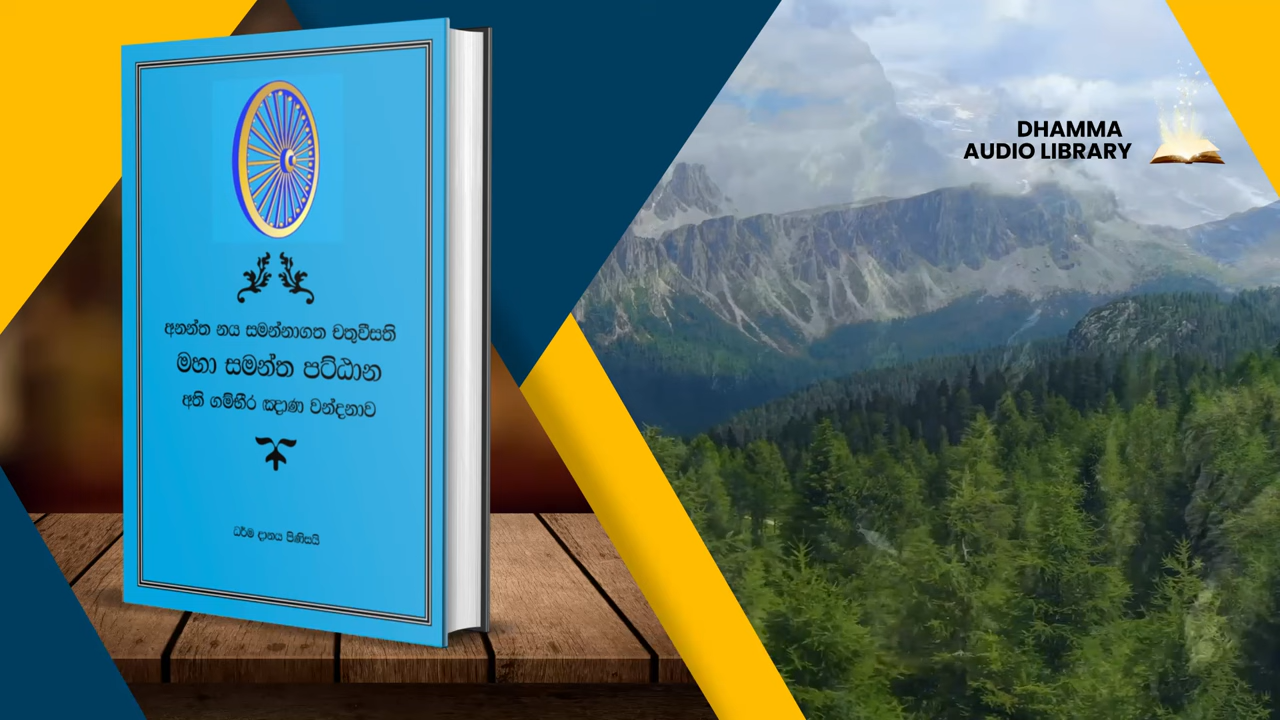 අනන්ත නය සමන්නාගත චතුවීසති
මහා සමන්ත පට්ඨාන
අති ගම්භීර ඤාණ වන්දනාව
ධර්ම දානය පිණිසයි
DHAMMA
AUDIO LIBRARY